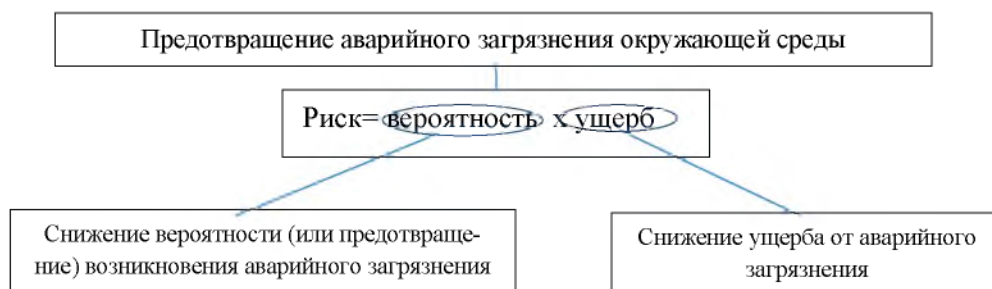 Предотвращение аварийного загрязнения окружающей среды
Риск= вероятность х ущерб
Снижение вероятности (или предотвраще-
ние) возникновения аварийного загрязнения
Снижение ущерба от аварийного
загрязнения